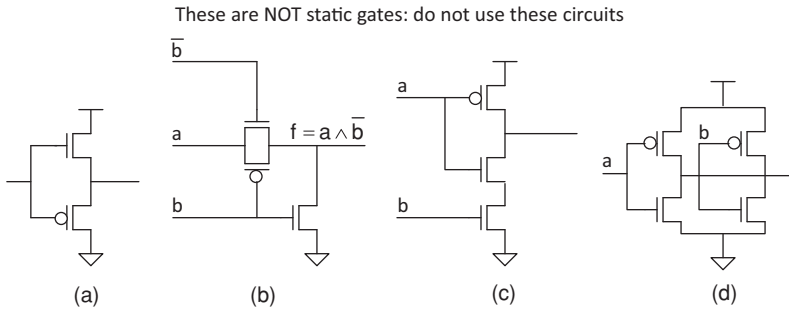 These are NOT static gates: do not use these circuits
b̅
a
b
f = a ∧ b̅
a
b
a
b
(a)
(b)
(c)
(d)